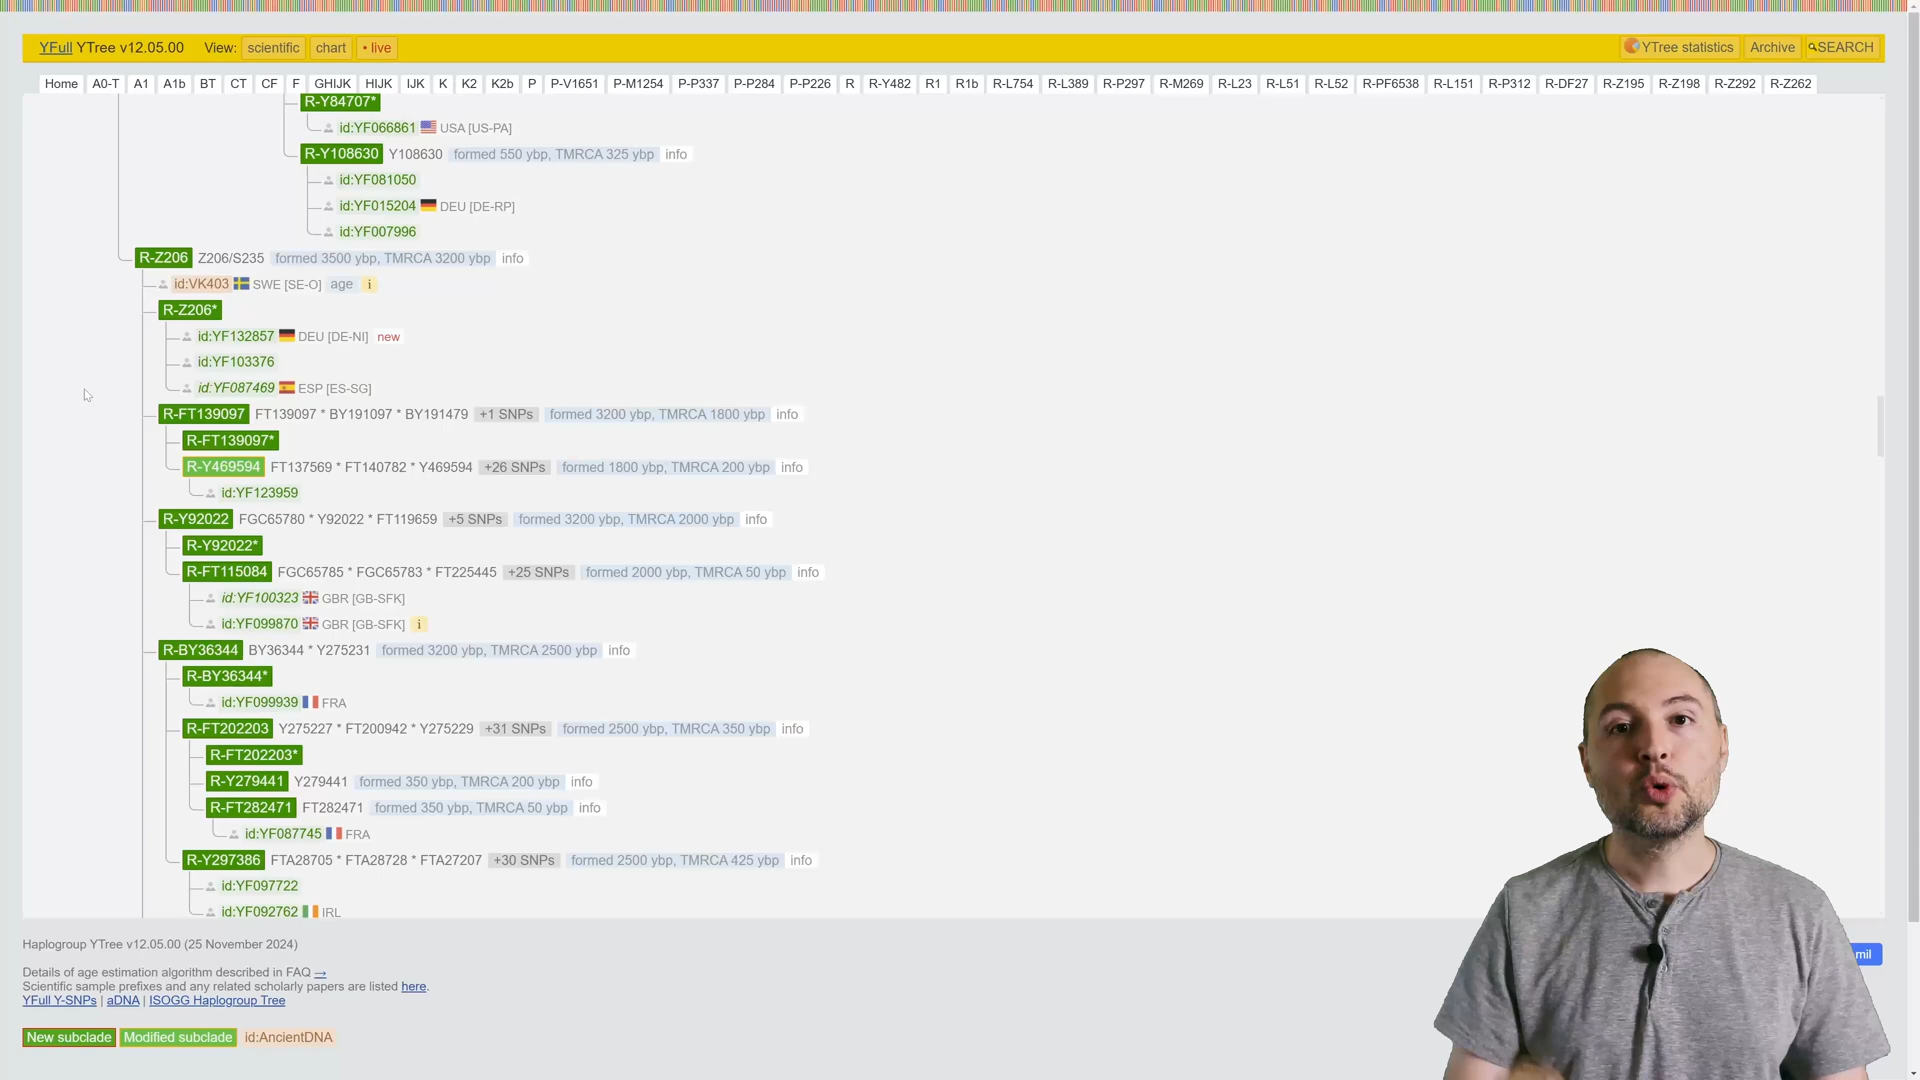 YFull YTree v12.05.00 View: scientific chart • live YTree statistics Archive SEARCH
Home A0-T A1 A1b BT CT CF F GHIJK HIJK IJK K K2 K2b P P-V1651 P-M1254 P-P337 P-P284 P-P226 R R-Y482 R1 R1b R-L754 R-L389 R-P297 R-M269 R-L23 R-L51 R-L52 R-PF6538 R-L151 R-P312 R-DF27 R-Z195 R-Z198 R-Z292 R-Z262
R-Y84707*
id:YF066861 USA [US-PA]
R-Y108630 Y108630 formed 550 ybp, TMRCA 325 ybp info
id:YF081050
id:YF015204 DEU [DE-RP]
id:YF007996
R-Z206 Z206/S235 formed 3500 ybp, TMRCA 3200 ybp info
id:VK403 SWE [SE-O] age i
R-Z206*
id:YF132857 DEU [DE-NI] new
id:YF103376
id:YF087469 ESP [ES-SG]
R-FT139097 FT139097 * BY191097 * BY191479 +1 SNPs formed 3200 ybp, TMRCA 1800 ybp info
R-FT139097*
R-Y469594 FT137569 * FT140782 * Y469594 +26 SNPs formed 1800 ybp, TMRCA 200 ybp info
id:YF123959
R-Y92022 FGC65780 * Y92022 * FT119659 +5 SNPs formed 3200 ybp, TMRCA 2000 ybp info
R-Y92022*
R-FT115084 FGC65785 * FGC65783 * FT225445 +25 SNPs formed 2000 ybp, TMRCA 50 ybp info
id:YF100323 GBR [GB-SFK]
id:YF099870 GBR [GB-SFK] i
R-BY36344 BY36344 * Y275231 formed 3200 ybp, TMRCA 2500 ybp info
R-BY36344*
id:YF099939 FRA
R-FT202203 Y275227 * FT200942 * Y275229 +31 SNPs formed 2500 ybp, TMRCA 350 ybp info
R-FT202203*
R-Y279441 Y279441 formed 350 ybp, TMRCA 200 ybp info
R-FT282471 FT282471 formed 350 ybp, TMRCA 50 ybp info
id:YF087745 FRA
R-Y297386 FTA28705 * FTA28728 * FTA27207 +30 SNPs formed 2500 ybp, TMRCA 425 ybp info
id:YF097722
id:YF092762 IRL
Haplogroup YTree v12.05.00 (25 November 2024)
mil
Details of age estimation algorithm described in FAQ →
Scientific sample prefixes and any related scholarly papers are listed here.
YFull Y-SNPs | aDNA | ISOGG Haplogroup Tree
New subclade Modified subclade id:AncientDNA